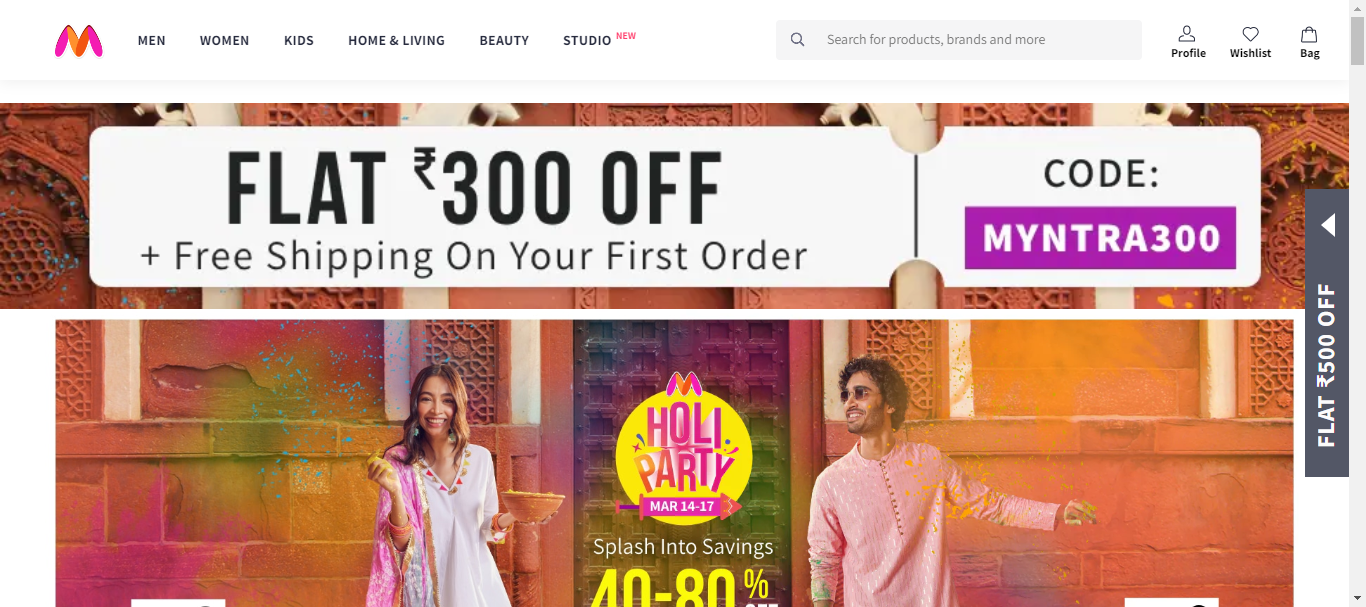 MEN
WOMEN
KIDS
HOME & LIVING
BEAUTY
STUDIO NEW
Search for products, brands and more
Profile
Wishlist
Bag
FLAT ₹300 OFF
+ Free Shipping On Your First Order
CODE:
MYNTRA300
FLAT ₹500 OFF
HOLI
PARTY
MAR 14-17
Splash Into Savings
40-80%